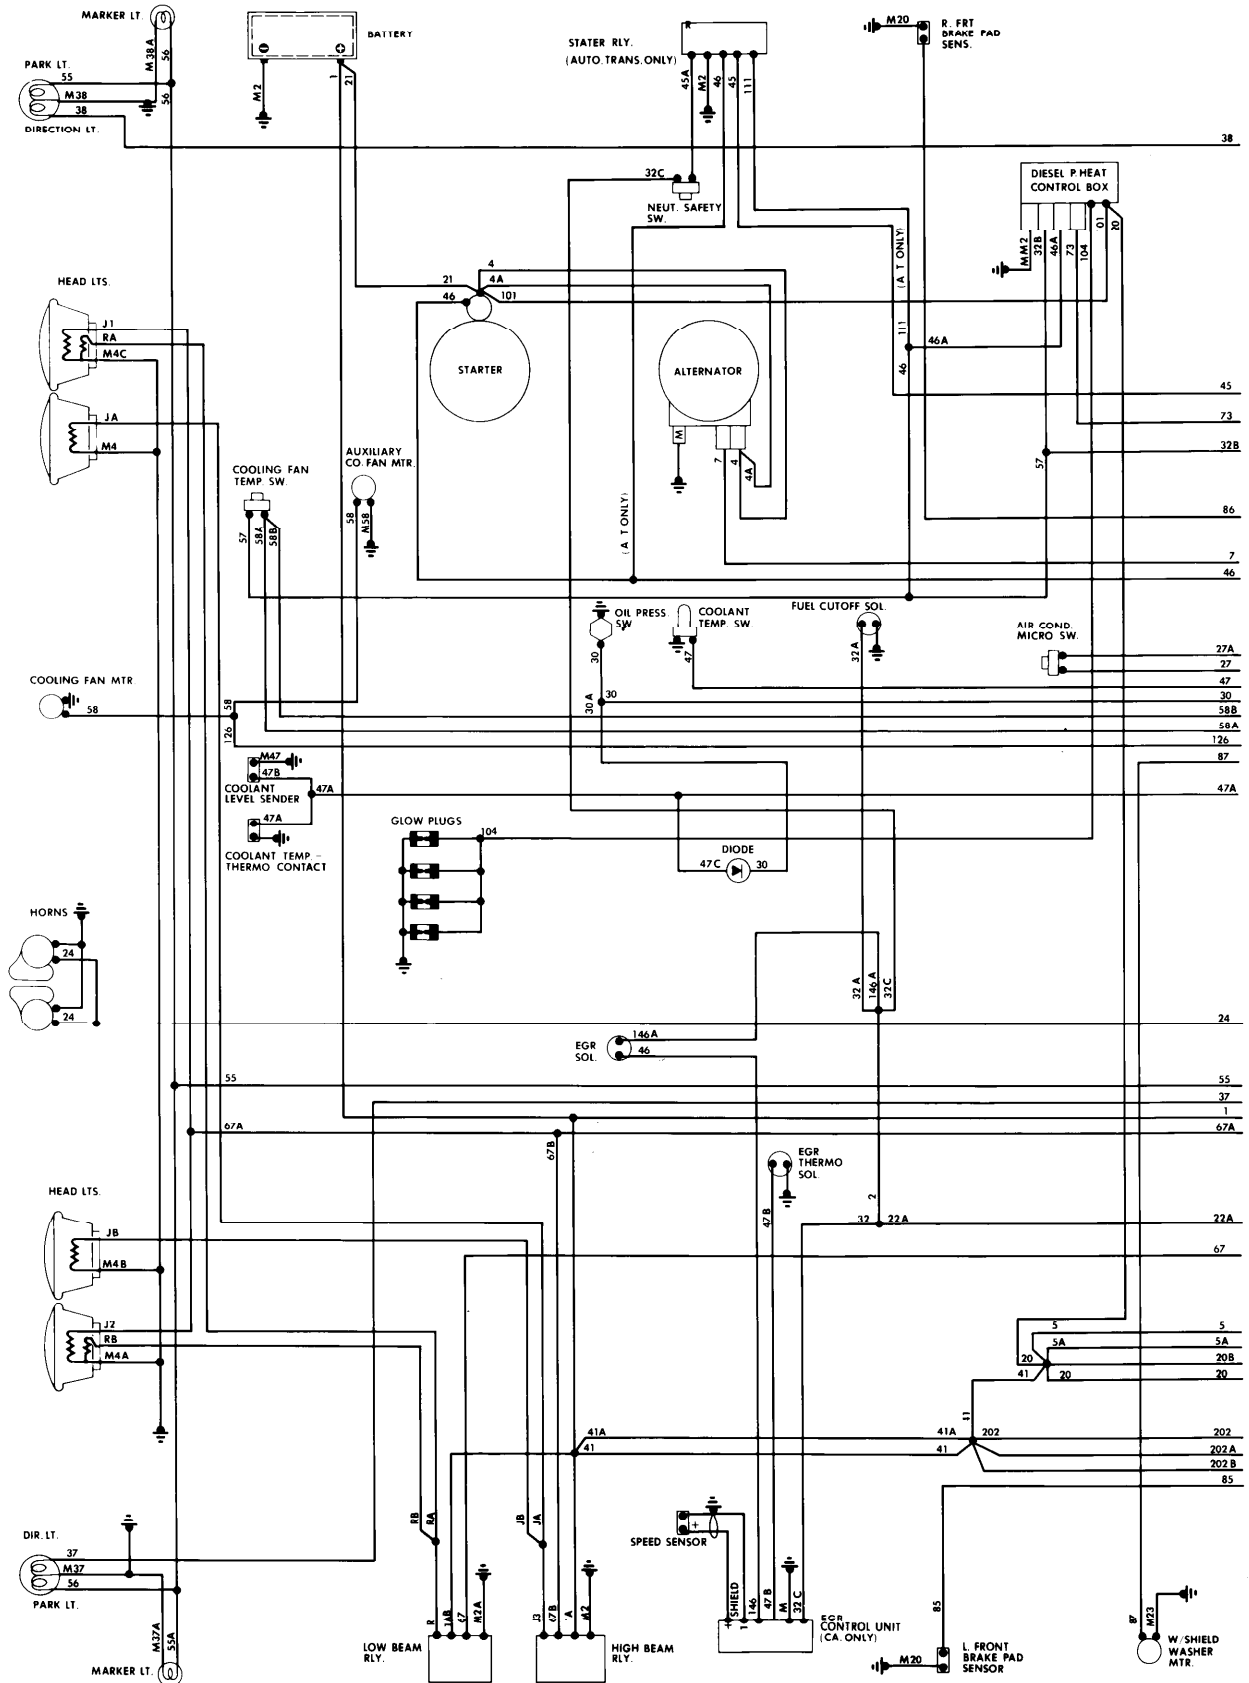 MARKER LT.
M38A
56
BATTERY
1
21
M2
STATER RLY.
(AUTO. TRANS. ONLY)
R
45A
M2
46
45
111
M20
R. FRT
BRAKE PAD
SENS.
PARK LT.
55
M38
38
56
DIRECTION LT.
38
32C
NEUT. SAFETY
SW.
DIESEL P. HEAT
CONTROL BOX
MM2
32B
46A
73
104
101
20
(A T ONLY)
HEAD LTS.
J1
RA
M4C
JA
M4
4
21
4A
46
101
STARTER
ALTERNATOR
M
7
4
4A
111
46A
46
45
73
32B
57
COOLING FAN
TEMP. SW.
57
58A
58B
AUXILIARY
CO. FAN MTR.
58
M58
(A T ONLY)
86
7
46
OIL PRESS.
SW
30
30A
30
COOLANT
TEMP. SW
47
FUEL CUTOFF SOL.
32A
AIR COND.
MICRO SW.
27A
27
47
30
58B
58A
126
87
47A
COOLING FAN MTR
58
58
126
M47
47B
COOLANT
LEVEL SENDER
47A
47A
COOLANT TEMP. -
THERMO CONTACT
GLOW PLUGS
104
DIODE
47C
30
HORNS
24
24
32A
146A
32C
24
EGR
SOL.
146A
46
55
55
37
1
67A
67A
67B
EGR
THERMO
SOL.
47B
2
32
22A
22A
67
HEAD LTS.
JB
M4B
J2
RB
M4A
5
5A
20
41
20
5
5A
20B
20
41A
41
41A
202
41
202
202A
202B
85
RB
RA
JB
JA
SPEED SENSOR
+
DIR. LT.
37
M37
56
PARK LT.
M37A
55A
MARKER LT.
LOW BEAM
RLY.
R
M2A
HIGH BEAM
RLY.
M2
+
SHIELD
146
47B
M
32C
EGR
CONTROL UNIT
(CA. ONLY)
85
M20
L. FRONT
BRAKE PAD
SENSOR
87
M23
W/SHIELD
WASHER
MTR.